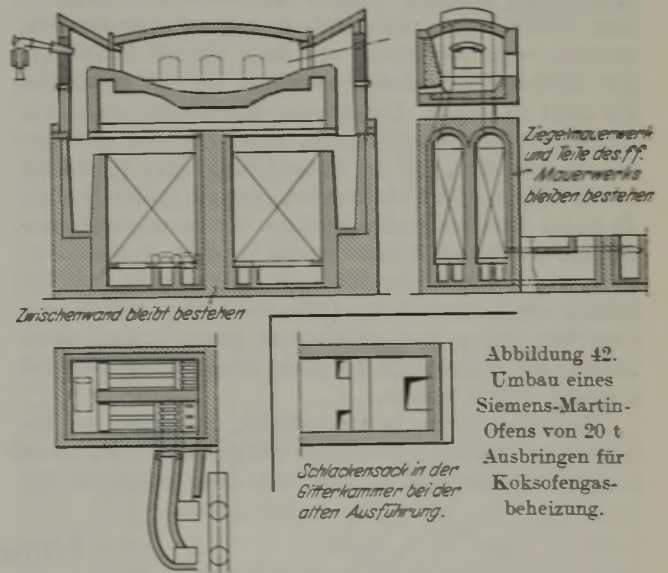 Ziegelmauerwerk
und Teile des ff.
Mauerwerks
bleiben bestehen
Zwischenwand bleibt bestehen
Schlackensack in der
Gitterkammer bei der
alten Ausführung.
Abbildung 42.
Umbau eines
Siemens-Martin-
Ofens von 20 t
Ausbringen für
Koksofengas-
beheizung.